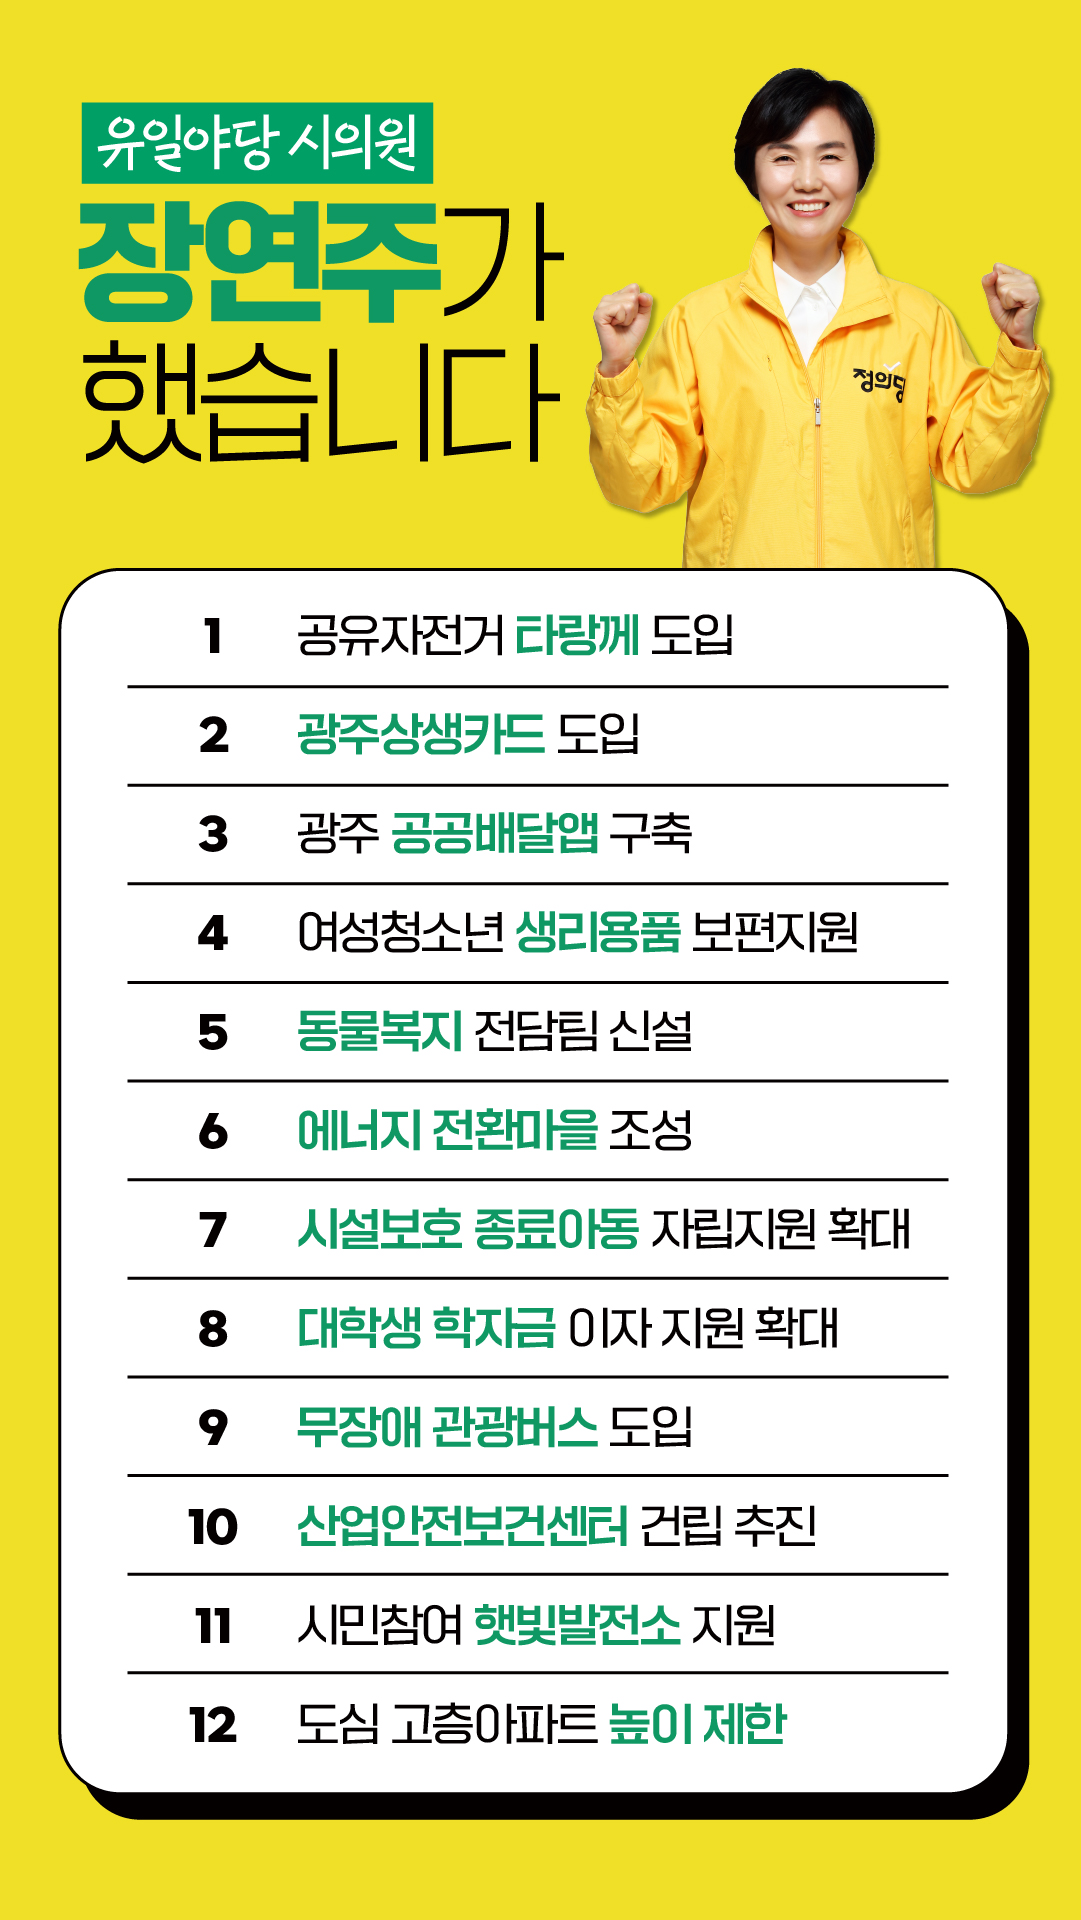 유일야당 시의원
장연주가
했습니다
정의당
1 공유자전거 타랑께 도입
2 광주상생카드 도입
3 광주 공공배달앱 구축
4 여성청소년 생리용품 보편지원
5 동물복지 전담팀 신설
6 에너지 전환마을 조성
7 시설보호 종료아동 자립지원 확대
8 대학생 학자금 이자 지원 확대
9 무장애 관광버스 도입
10 산업안전보건센터 건립 추진
11 시민참여 햇빛발전소 지원
12 도심 고층아파트 높이 제한